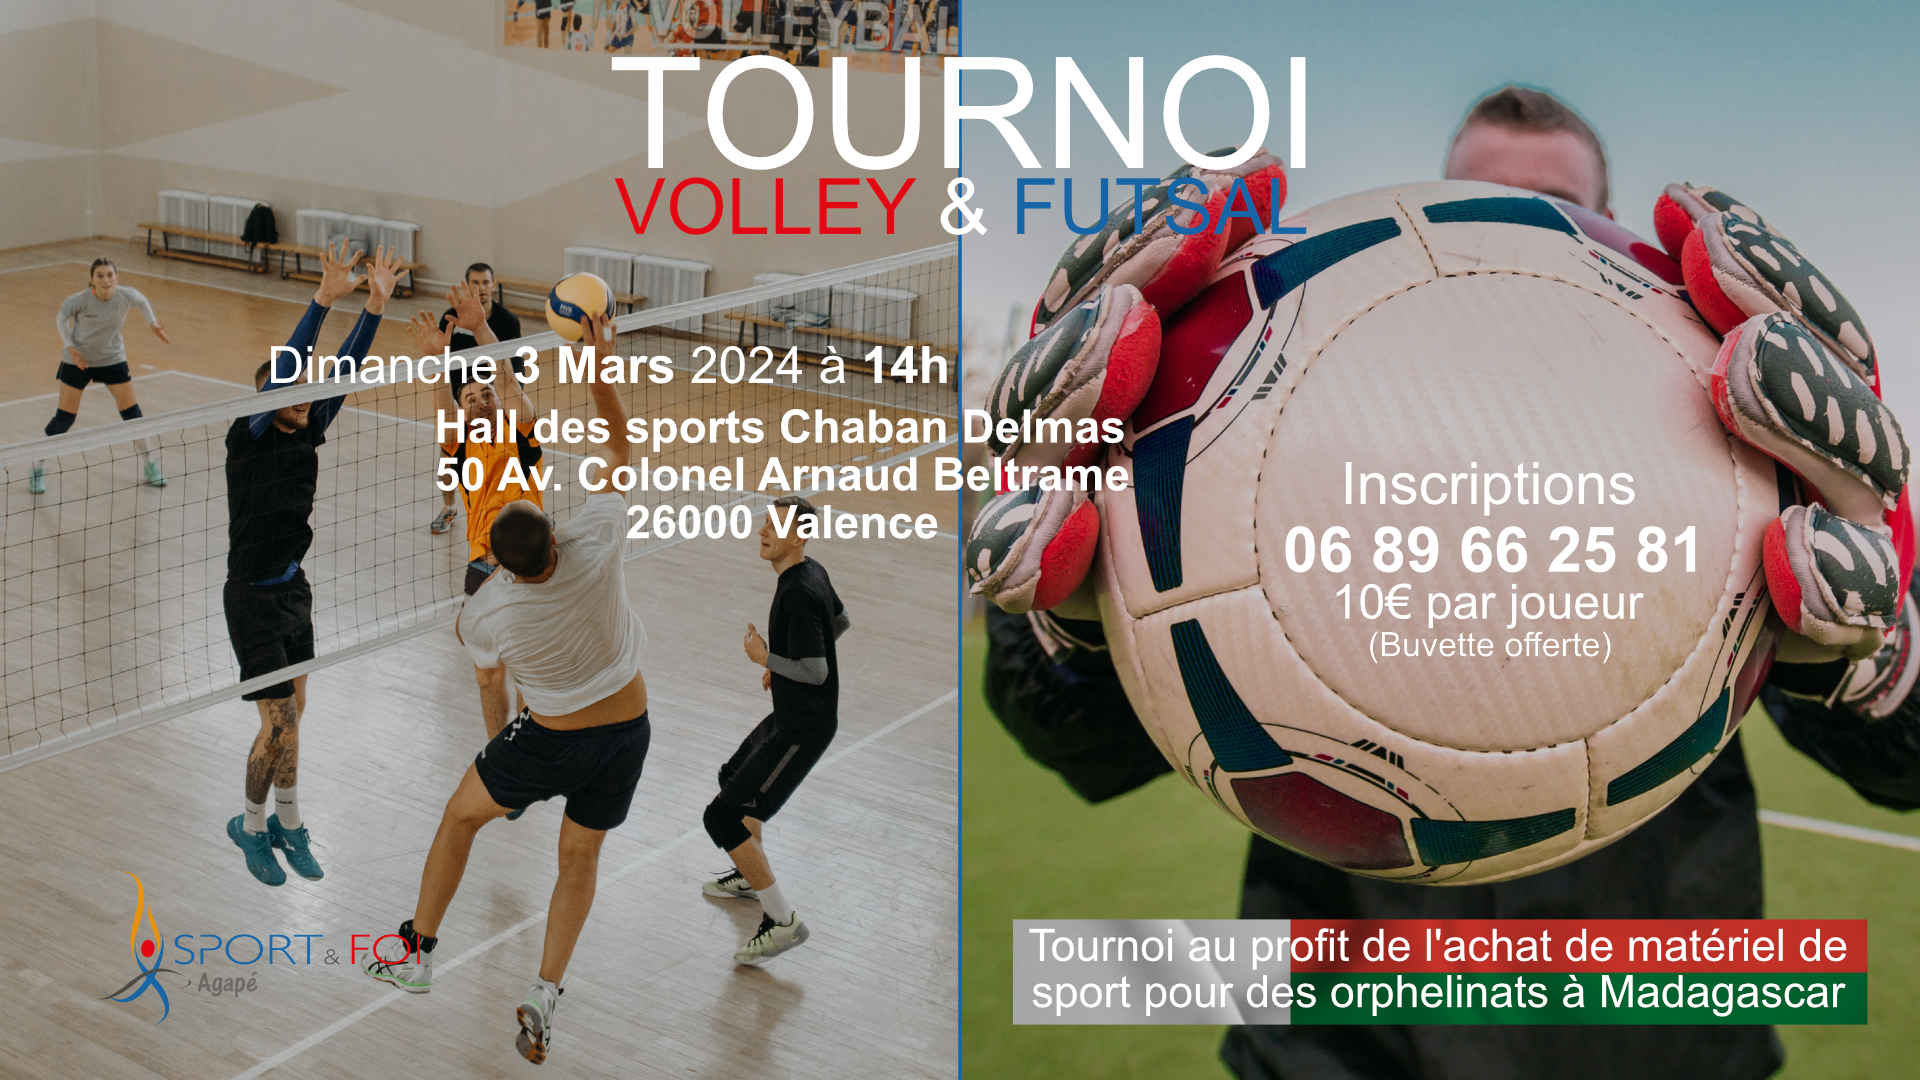 VOLLEYBAL
TOURNOI
VOLLEY & FUTSAL
Dimanche 3 Mars 2024 à 14h
Hall des sports Chaban Delmas
50 Av. Colonel Arnaud Beltrame
26000 Valence
Inscriptions
06 89 66 25 81
10€ par joueur
(Buvette offerte)
SPORT & FOI
Agapé
Tournoi au profit de l'achat de matériel de
sport pour des orphelinats à Madagascar